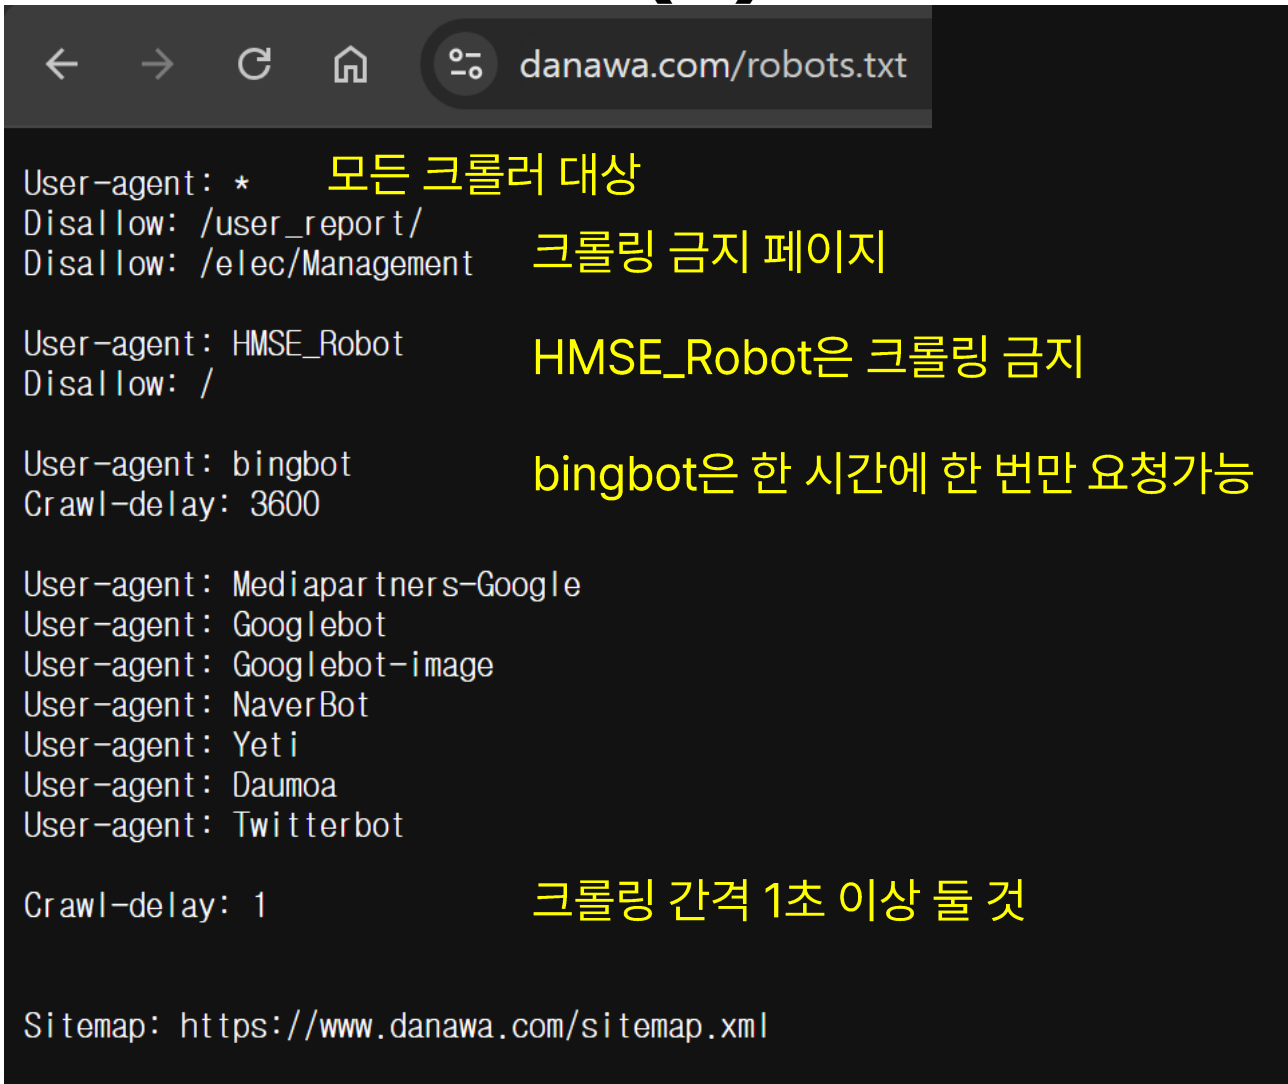 danawa.com/robots.txt
User-agent: * 모든 크롤러 대상
Disallow: /user_report/
크롤링 금지 페이지
Disallow: /elec/Management
User-agent: HMSE_Robot
HMSE_Robot은 크롤링 금지
Disallow: /
User-agent: bingbot
bingbot은 한 시간에 한 번만 요청가능
Crawl-delay: 3600
User-agent: Mediapartners-Google
User-agent: Googlebot
User-agent: Googlebot-image
User-agent: NaverBot
User-agent: Yeti
User-agent: Daumoa
User-agent: Twitterbot
Crawl-delay: 1 크롤링 간격 1초 이상 둘 것
Sitemap: https://www.danawa.com/sitemap.xml